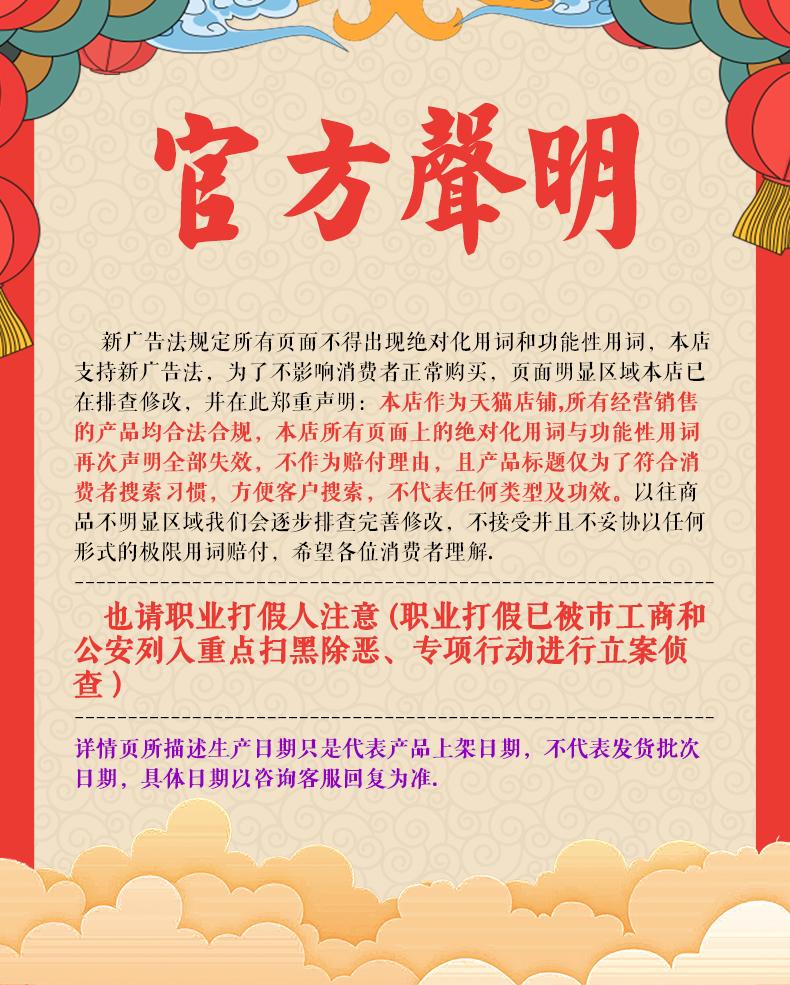 官方聲明
新广告法规定所有页面不得出现绝对化用词和功能性用词，本店
支持新广告法，为了不影响消费者正常购买，页面明显区域本店已
在排查修改，并在此郑重声明：本店作为天猫店铺,所有经营销售
的产品均合法合规，本店所有页面上的绝对化用词与功能性用词
再次声明全部失效，不作为赔付理由，且产品标题仅为了符合消
费者搜索习惯，方便客户搜索，不代表任何类型及功效。以往商
品不明显区域我们会逐步排查完善修改，不接受并且不妥协以任何
形式的极限用词赔付，希望各位消费者理解.
也请职业打假人注意(职业打假已被市工商和
公安列入重点扫黑除恶、专项行动进行立案侦
查)
详情页所描述生产日期只是代表产品上架日期，不代表发货批次
日期，具体日期以咨询客服回复为准.